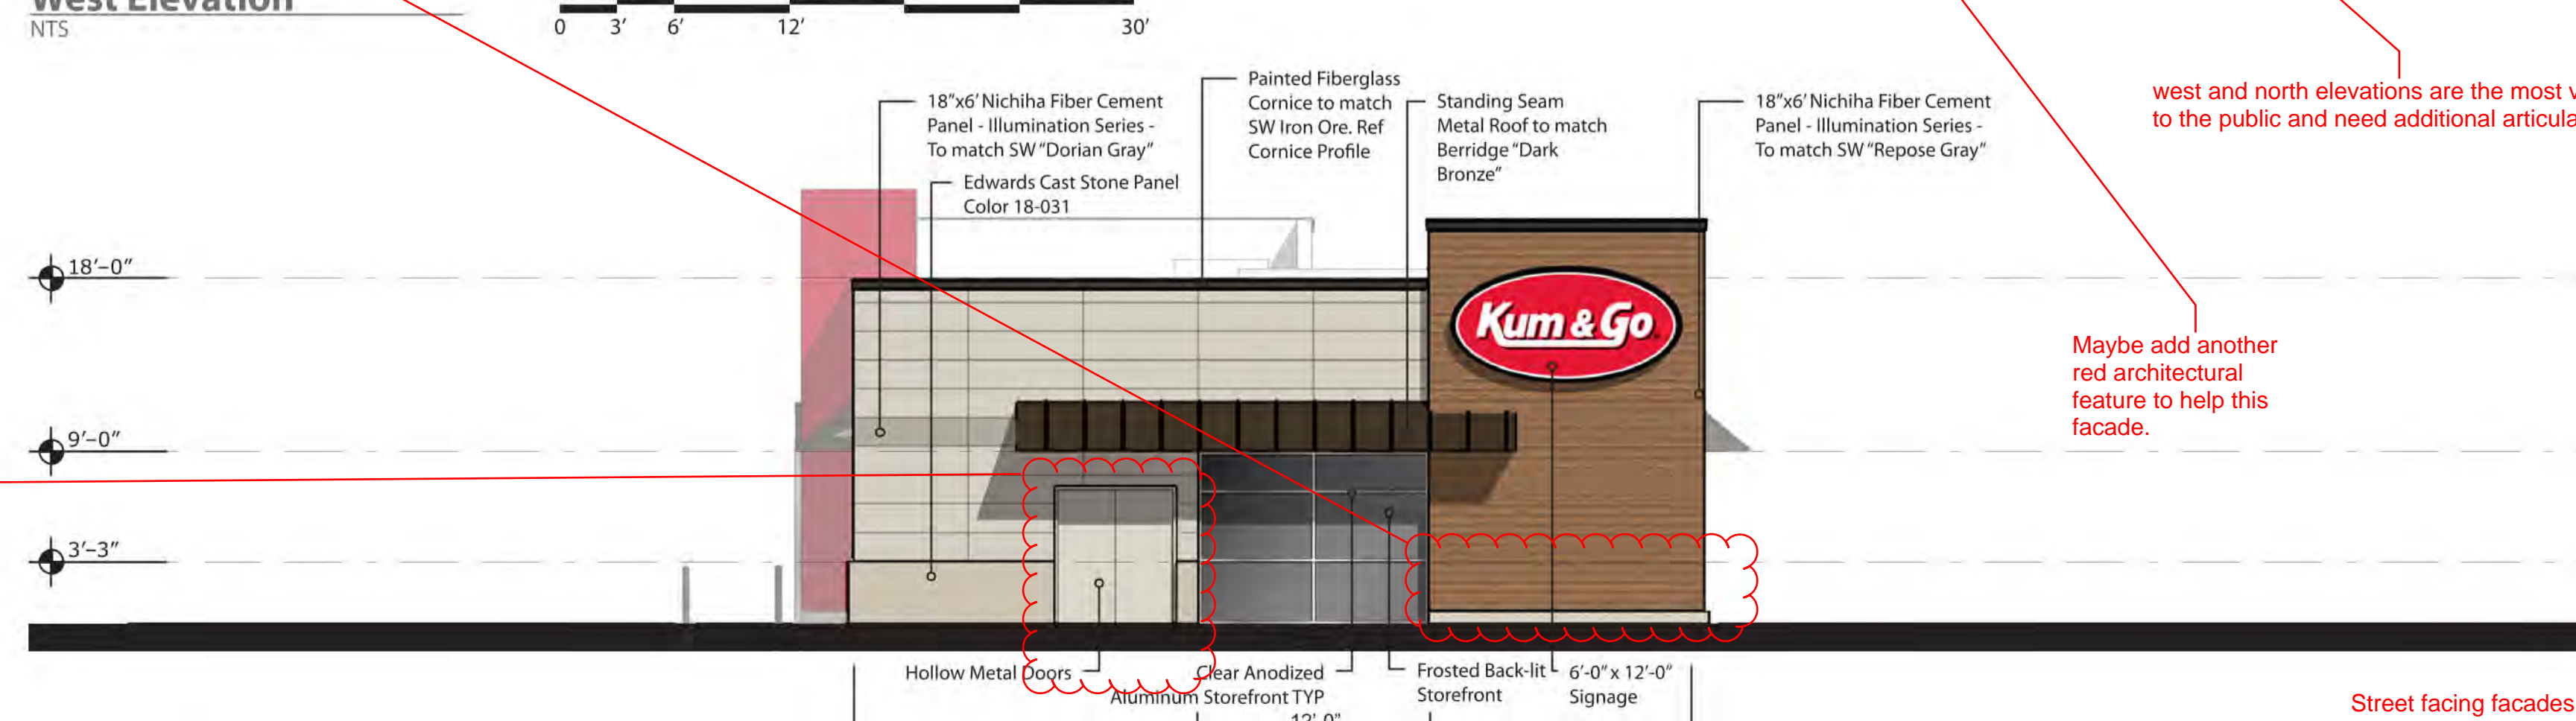 West Elevation
NTS
0 3' 6' 12' 30'
18"x6' Nichiha Fiber Cement
Panel - Illumination Series -
To match SW "Dorian Gray"
Edwards Cast Stone Panel
Color 18-031
Painted Fiberglass
Cornice to match
SW Iron Ore. Ref
Cornice Profile
Standing Seam
Metal Roof to match
Berridge "Dark
Bronze"
18"x6' Nichiha Fiber Cement
Panel - Illumination Series -
To match SW "Repose Gray"
west and north elevations are the most
to the public and need additional
18'-0"
9'-0"
3'-3"
Kum & Go
Maybe add another
red architectural
feature to help this
facade.
Hollow Metal Doors
Clear Anodized
Aluminum Storefront TYP
Frosted Back-lit
Storefront
6'-0" x 12'-0"
Signage
12'-0"
Street facing facades